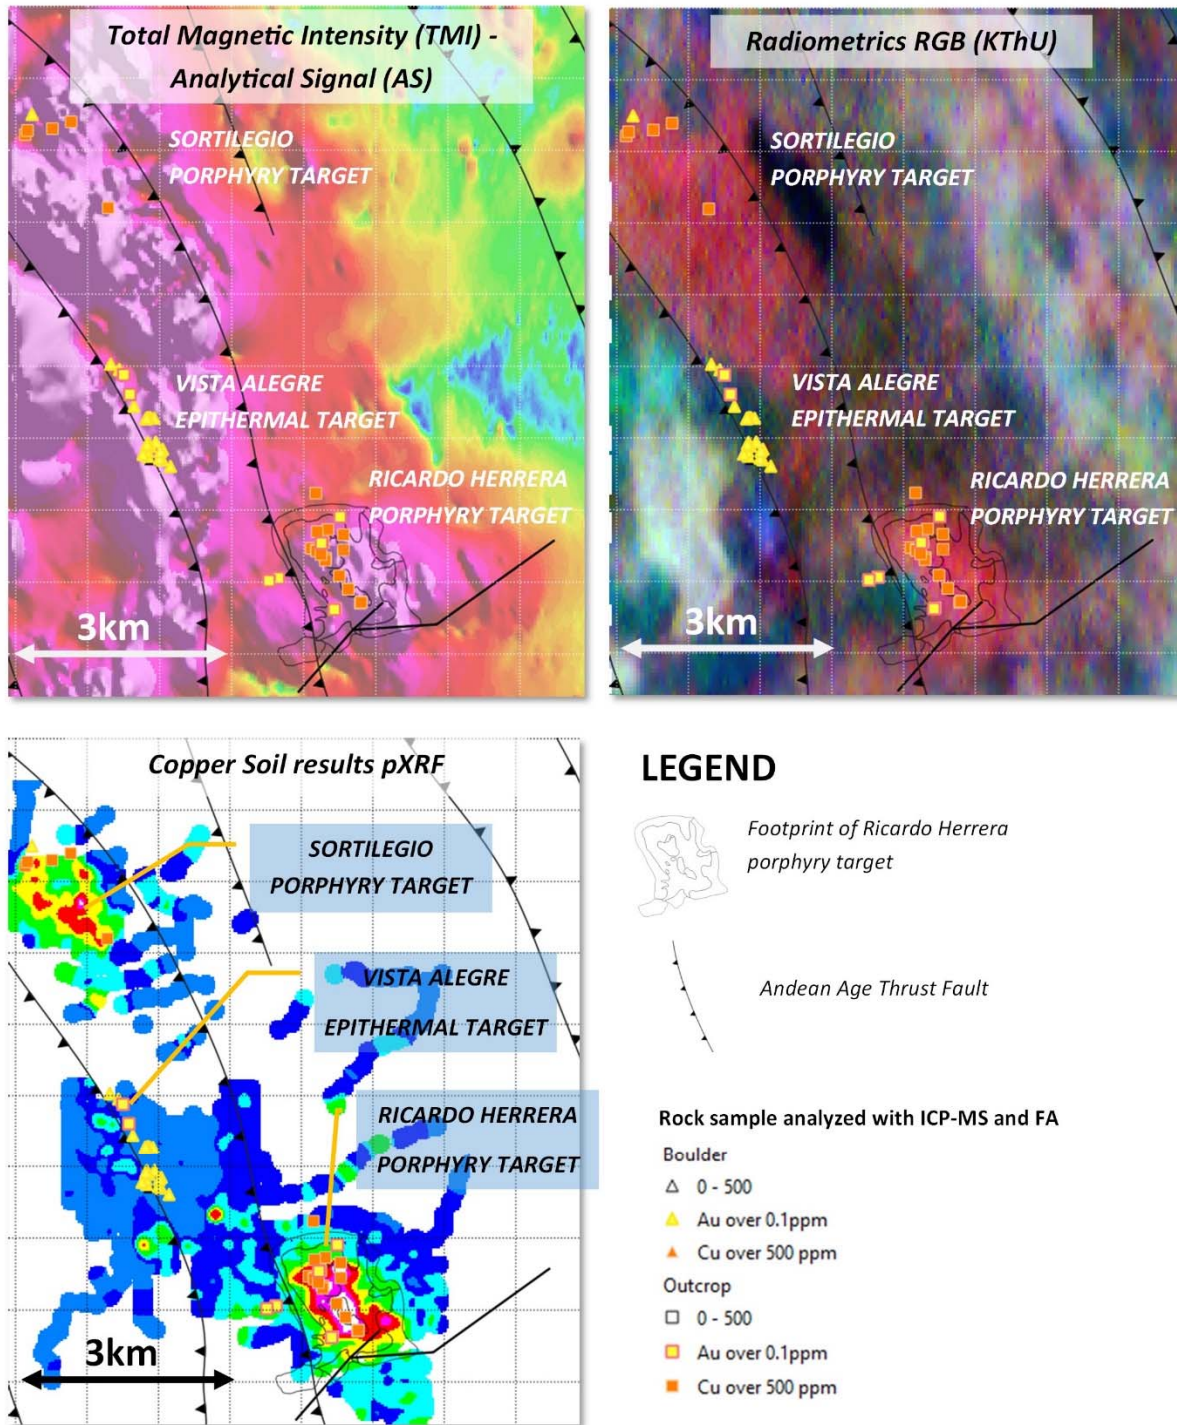 Total Magnetic Intensity (TMI) -
Analytical Signal (AS)
SORTILEGIO
PORPHYRY TARGET
VISTA ALEGRE
EPITHERMAL TARGET
RICARDO HERRERA
PORPHYRY TARGET
3km
Radiometrics RGB (KThU)
SORTILEGIO
PORPHYRY TARGET
VISTA ALEGRE
EPITHERMAL TARGET
RICARDO HERRERA
PORPHYRY TARGET
3km
Copper Soil results pXRF
SORTILEGIO
PORPHYRY TARGET
VISTA ALEGRE
EPITHERMAL TARGET
RICARDO HERRERA
PORPHYRY TARGET
3km
LEGEND
Footprint of Ricardo Herrera
porphyry target
Andean Age Thrust Fault
Rock sample analyzed with ICP-MS and FA
Boulder
0 - 500
Au over 0.1ppm
Cu over 500 ppm
Outcrop
0 - 500
Au over 0.1ppm
Cu over 500 ppm